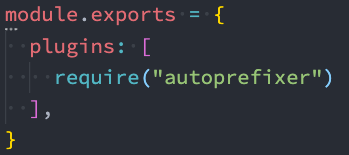 module.exports = {
  plugins: [
    require("autoprefixer")
  ],
}